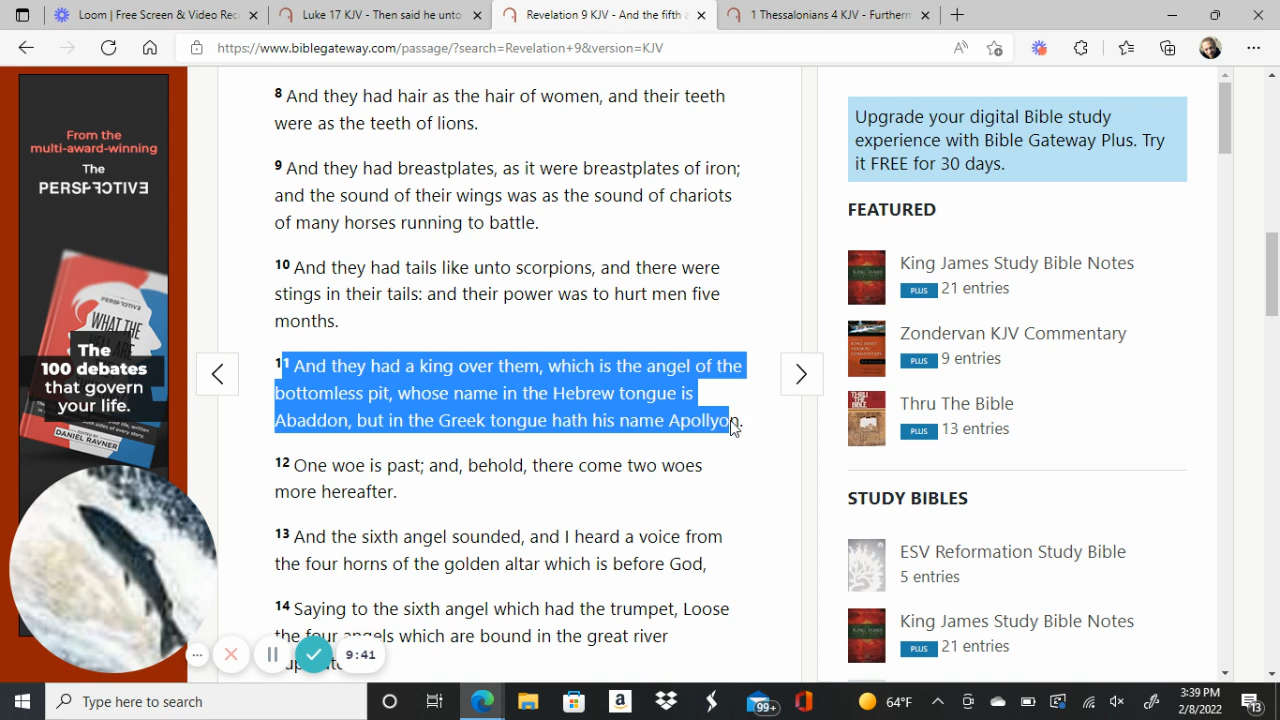 Loom | Free Screen & Video Reco
Luke 17 KJV - Then said he unto
Revelation 9 KJV - And the fifth a
1 Thessalonians 4 KJV - Furtherm
https://www.biblegateway.com/passage/?search=Revelation+9&version=KJV
From the
multi-award-winning
The
PERSPECTIVE
WHAT THE
HELL ARE
The
100 debates
that govern
your life.
EDITED BY
DANIEL RAVNER
8 And they had hair as the hair of women, and their teeth
were as the teeth of lions.
9 And they had breastplates, as it were breastplates of iron;
and the sound of their wings was as the sound of chariots
of many horses running to battle.
10 And they had tails like unto scorpions, and there were
stings in their tails: and their power was to hurt men five
months.
11 And they had a king over them, which is the angel of the
bottomless pit, whose name in the Hebrew tongue is
Abaddon, but in the Greek tongue hath his name Apollyon.
12 One woe is past; and, behold, there come two woes
more hereafter.
13 And the sixth angel sounded, and I heard a voice from
the four horns of the golden altar which is before God,
14 Saying to the sixth angel which had the trumpet, Loose
the four angels which are bound in the great river
Upgrade your digital Bible study
experience with Bible Gateway Plus. Try
it FREE for 30 days.
FEATURED
King James Study Bible Notes
PLUS 21 entries
Zondervan KJV Commentary
PLUS 9 entries
Thru The Bible
PLUS 13 entries
STUDY BIBLES
ESV Reformation Study Bible
5 entries
King James Study Bible Notes
PLUS 21 entries
9:41
Type here to search
99+
64°F
3:39 PM
2/8/2022
13